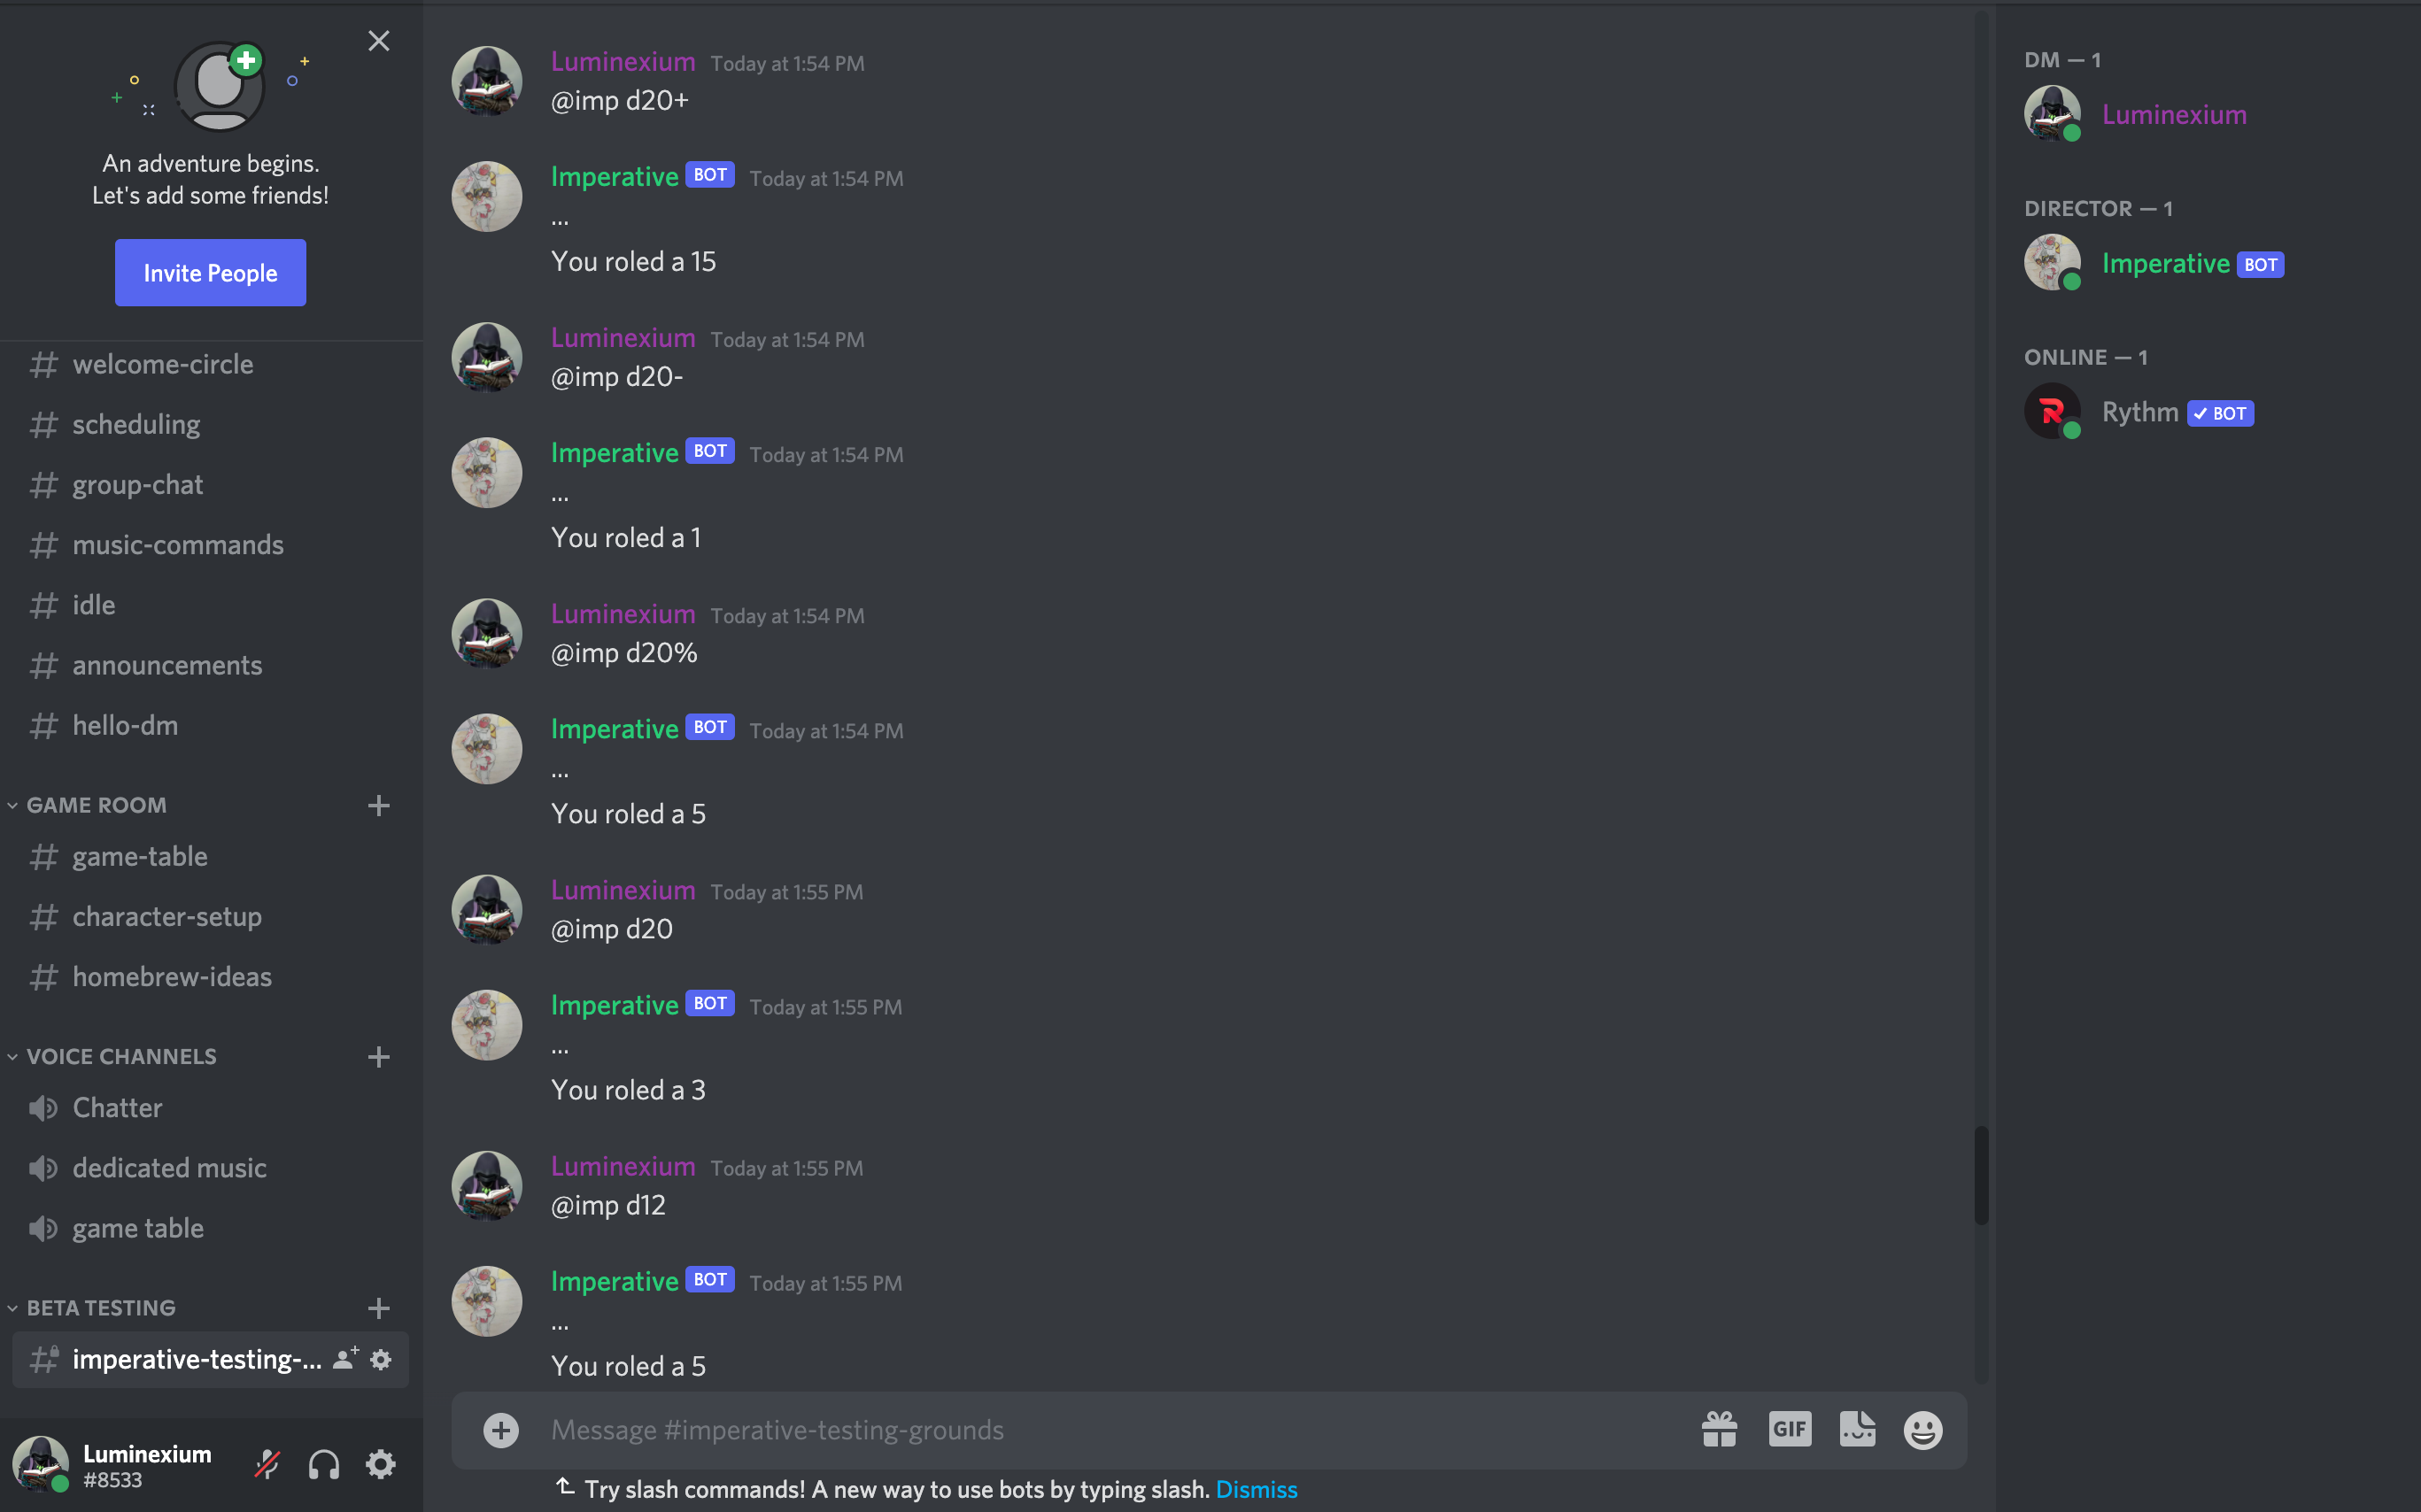 An adventure begins.
Let's add some friends!
Invite People
# welcome-circle
# scheduling
# group-chat
# music-commands
# idle
# announcements
# hello-dm
GAME ROOM
# game-table
# character-setup
# homebrew-ideas
VOICE CHANNELS
Chatter
dedicated music
game table
BETA TESTING
# imperative-testing-...
Luminexium
#8533
Luminexium Today at 1:54 PM
@imp d20+
Imperative BOT Today at 1:54 PM
...
You roled a 15
Luminexium Today at 1:54 PM
@imp d20-
Imperative BOT Today at 1:54 PM
...
You roled a 1
Luminexium Today at 1:54 PM
@imp d20%
Imperative BOT Today at 1:54 PM
...
You roled a 5
Luminexium Today at 1:55 PM
@imp d20
Imperative BOT Today at 1:55 PM
...
You roled a 3
Luminexium Today at 1:55 PM
@imp d12
Imperative BOT Today at 1:55 PM
...
You roled a 5
Message #imperative-testing-grounds
GIF
Try slash commands! A new way to use bots by typing slash. Dismiss
DM — 1
Luminexium
DIRECTOR — 1
Imperative BOT
ONLINE — 1
Rythm ✓ BOT